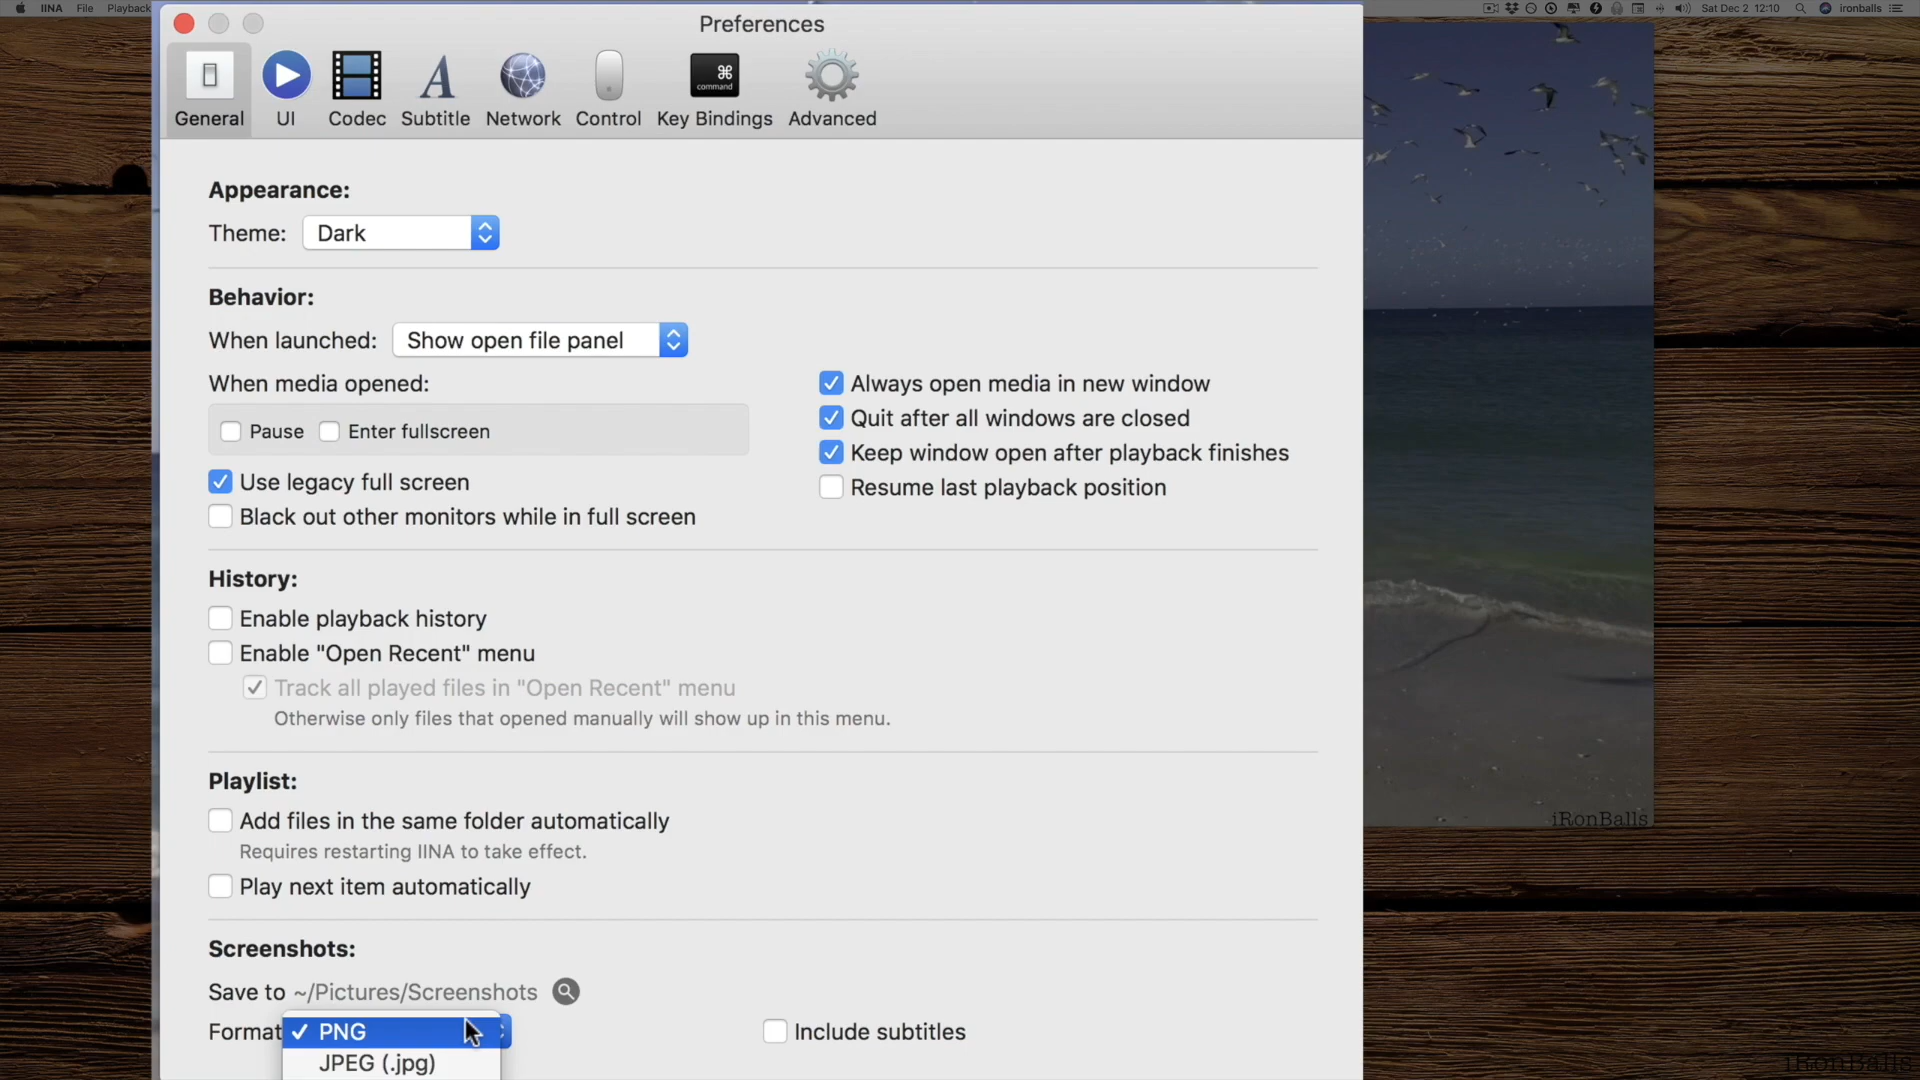 IINA File Playback
Sat Dec 2 12:10 ironballs
Preferences
General UI Codec Subtitle Network Control Key Bindings Advanced
⌘
command
Appearance:
Theme: Dark
Behavior:
When launched: Show open file panel
When media opened:
Pause Enter fullscreen
Use legacy full screen
Black out other monitors while in full screen
Always open media in new window
Quit after all windows are closed
Keep window open after playback finishes
Resume last playback position
History:
Enable playback history
Enable "Open Recent" menu
Track all played files in "Open Recent" menu
Otherwise only files that opened manually will show up in this menu.
Playlist:
Add files in the same folder automatically
Requires restarting IINA to take effect.
Play next item automatically
Screenshots:
Save to ~/Pictures/Screenshots
Format PNG
JPEG (.jpg)
Include subtitles
iRonBalls
iRonBalls